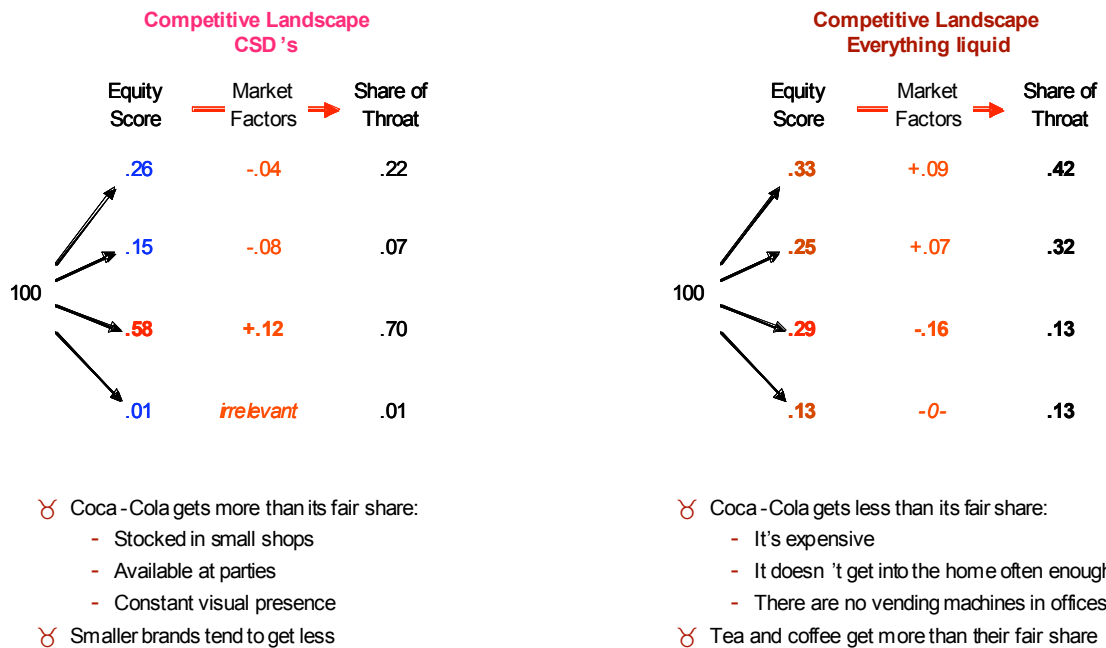 Competitive Landscape
CSD ’s
Equity Score
Market Factors
Share of Throat
.26 -.04 .22
.15 -.08 .07
100
.58 +.12 .70
.01 irrelevant .01
Coca-Cola gets more than its fair share:
- Stocked in small shops
- Available at parties
- Constant visual presence
Smaller brands tend to get less
Competitive Landscape
Everything liquid
Equity Score
Market Factors
Share of Throat
.33 +.09 .42
.25 +.07 .32
100
.29 -.16 .13
.13 -0- .13
Coca-Cola gets less than its fair share:
- It’s expensive
- It doesn ’t get into the home often enough
- There are no vending machines in offices
Tea and coffee get more than their fair share